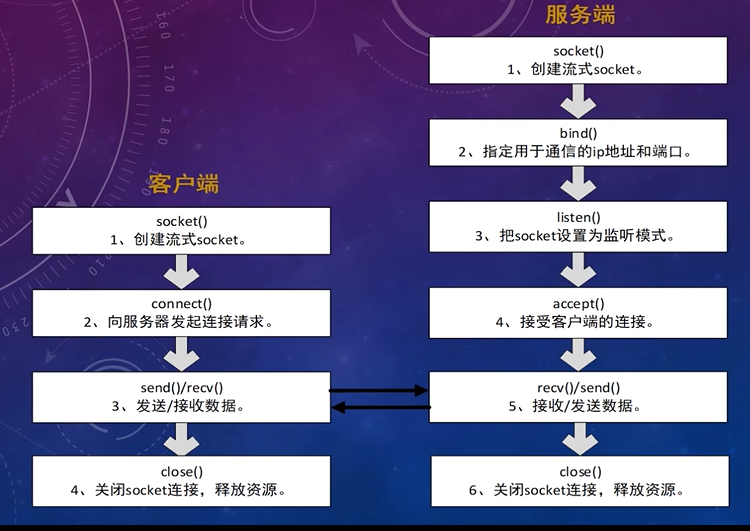 服务端
socket()
1、创建流式socket。
bind()
2、指定用于通信的ip地址和端口。
listen()
3、把socket设置为监听模式。
accept()
4、接受客户端的连接。
recv()/send()
5、接收/发送数据。
close()
6、关闭socket连接，释放资源。
客户端
socket()
1、创建流式socket。
connect()
2、向服务器发起连接请求。
send()/recv()
3、发送/接收数据。
close()
4、关闭socket连接，释放资源。
160
170
180
190
210
230